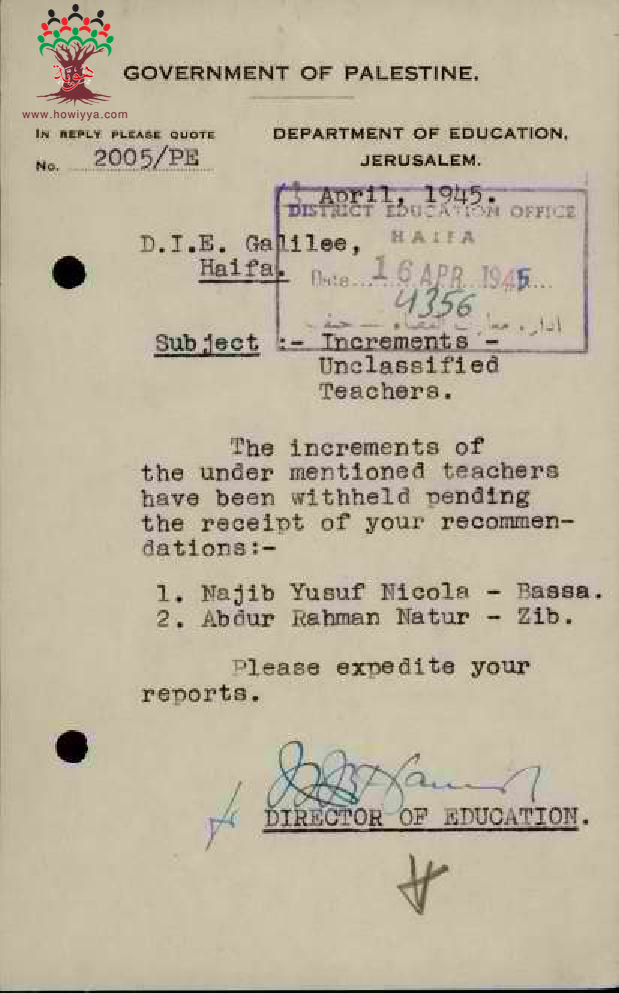 هوية
www.howiyya.com
GOVERNMENT OF PALESTINE.
IN REPLY PLEASE QUOTE
No. 2005/PE
DEPARTMENT OF EDUCATION,
JERUSALEM.
April, 1945.
DISTRICT EDUCATION OFFICE
HAIFA
Date....16 APR 1945...
4356
D.I.E. Galilee,
Haifa.
Subject :- Increments -
Unclassified
Teachers.
The increments of
the under mentioned teachers
have been withheld pending
the receipt of your recommen-
dations:-
1. Najib Yusuf Nicola - Bassa.
2. Abdur Rahman Natur - Zib.
Please expedite your
reports.
DIRECTOR OF EDUCATION.